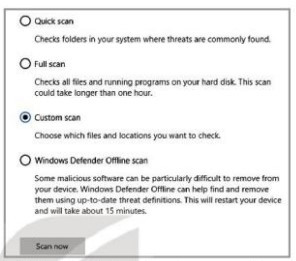 Quick scan
Checks folders in your system where threats are commonly found.
Full scan
Checks all files and running programs on your hard disk. This scan
could take longer than one hour.
Custom scan
Choose which files and locations you want to check.
Windows Defender Offline scan
Some malicious software can be particularly difficult to remove from
your device. Windows Defender Offline can help find and remove
them using up-to-date threat definitions. This will restart your device
and will take about 15 minutes.
Scan now